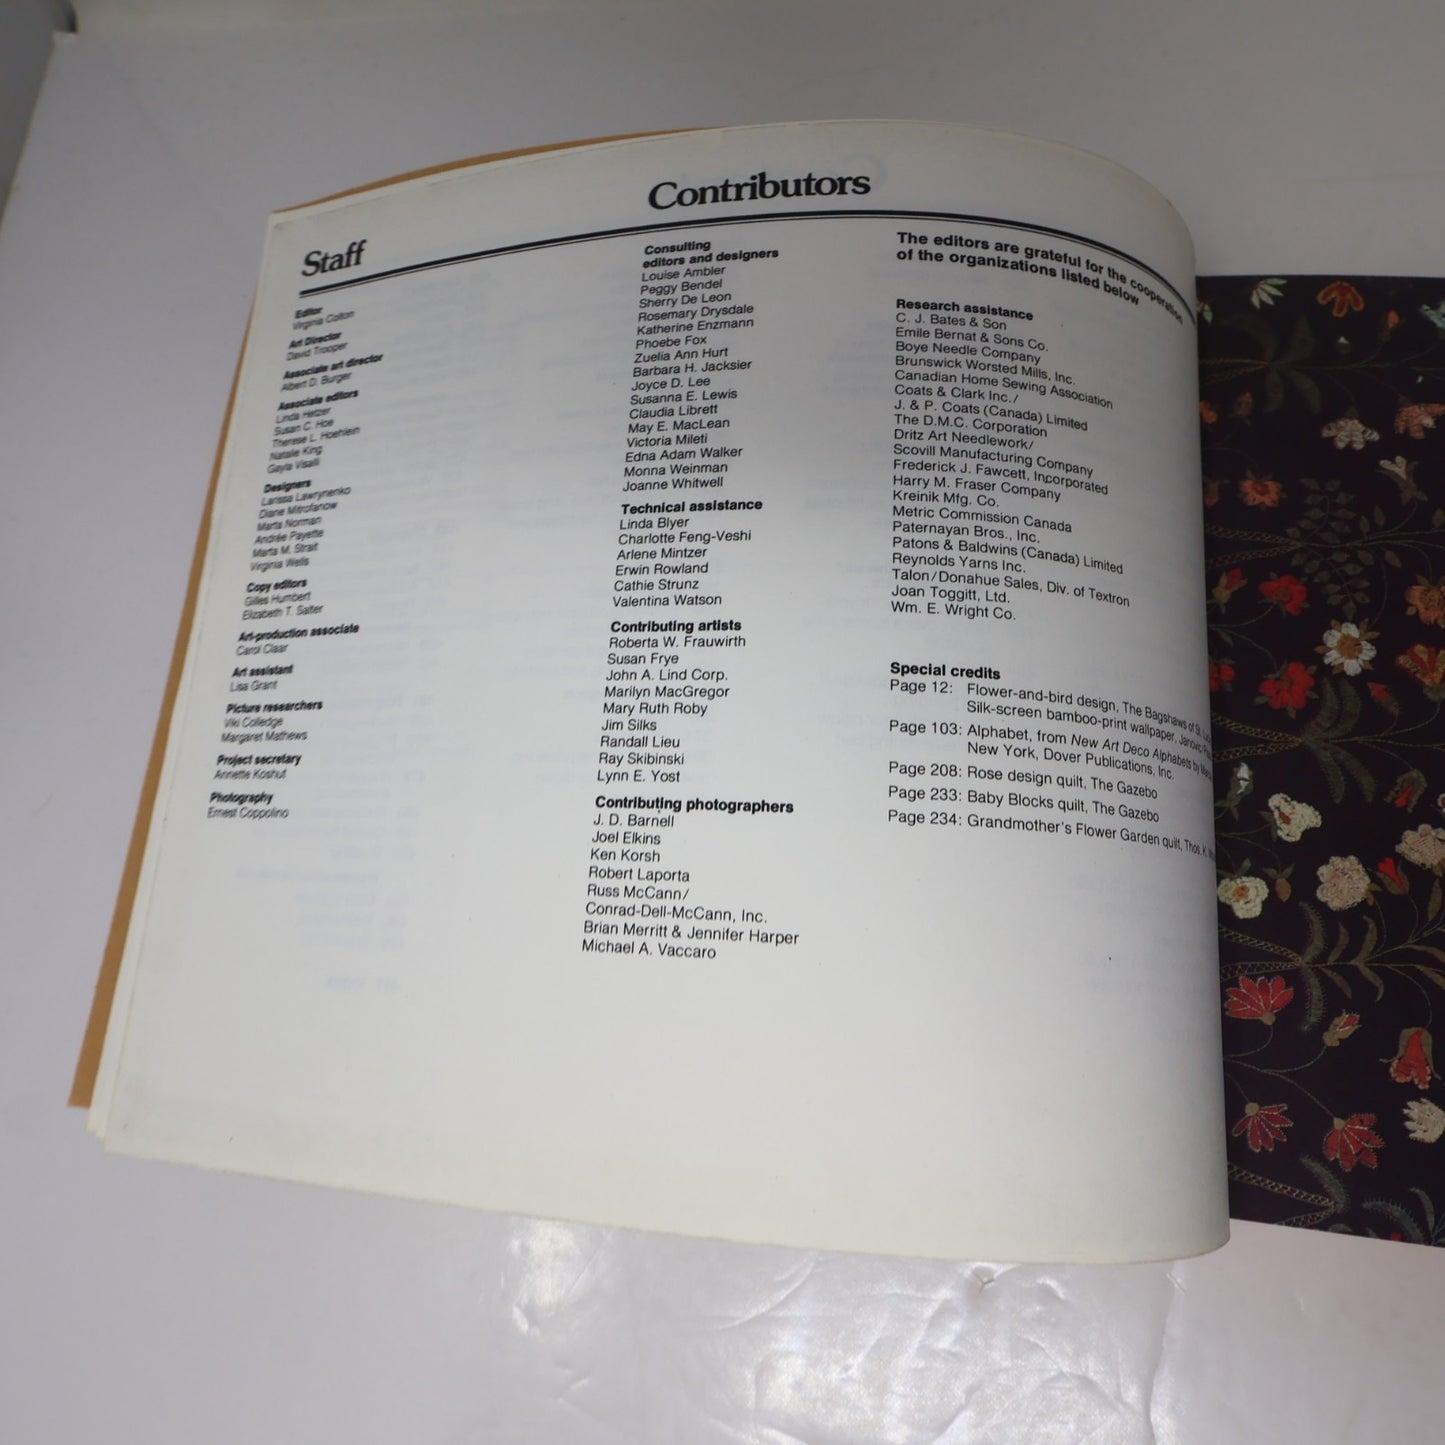 Contributors
Staff
Editor
Virginia Colton
Art Director
David Trooper
Associate art director
Albert D. Burger
Associate editors
Linda Hetzer
Susan C. Hoe
Therese L. Hoehlein
Natalie King
Gayla Visalli
Designers
Larissa Lawrynenko
Diane Mitrofanow
Marta Norman
Andrée Payette
Marta M. Strait
Virginia Wells
Copy editors
Gilles Humbert
Elizabeth T. Salter
Art-production associate
Carol Claar
Art assistant
Lisa Grant
Picture researchers
Viki Colledge
Margaret Mathews
Project secretary
Annette Koshut
Photography
Ernest Coppolino
Consulting
editors and designers
Louise Ambler
Peggy Bendel
Sherry De Leon
Rosemary Drysdale
Katherine Enzmann
Phoebe Fox
Zuelia Ann Hurt
Barbara H. Jacksier
Joyce D. Lee
Susanna E. Lewis
Claudia Librett
May E. MacLean
Victoria Mileti
Edna Adam Walker
Monna Weinman
Joanne Whitwell
Technical assistance
Linda Blyer
Charlotte Feng-Veshi
Arlene Mintzer
Erwin Rowland
Cathie Strunz
Valentina Watson
Contributing artists
Roberta W. Frauwirth
Susan Frye
John A. Lind Corp.
Marilyn MacGregor
Mary Ruth Roby
Jim Silks
Randall Lieu
Ray Skibinski
Lynn E. Yost
Contributing photographers
J. D. Barnell
Joel Elkins
Ken Korsh
Robert Laporta
Russ McCann/
Conrad-Dell-McCann, Inc.
Brian Merritt & Jennifer Harper
Michael A. Vaccaro
The editors are grateful for the cooperation
of the organizations listed below
Research assistance
C. J. Bates & Son
Emile Bernat & Sons Co.
Boye Needle Company
Brunswick Worsted Mills, Inc.
Canadian Home Sewing Association
Coats & Clark Inc./
J. & P. Coats (Canada) Limited
The D.M.C. Corporation
Dritz Art Needlework/
Scovill Manufacturing Company
Frederick J. Fawcett, Incorporated
Harry M. Fraser Company
Kreinik Mfg. Co.
Metric Commission Canada
Paternayan Bros., Inc.
Patons & Baldwins (Canada) Limited
Reynolds Yarns Inc.
Talon/Donahue Sales, Div. of Textron
Joan Toggitt, Ltd.
Wm. E. Wright Co.
Special credits
Page 12: Flower-and-bird design, The Bagshaws of St.
Silk-screen bamboo-print wallpaper, Janovic
Page 103: Alphabet, from New Art Deco Alphabets by
New York, Dover Publications, Inc.
Page 208: Rose design quilt, The Gazebo
Page 233: Baby Blocks quilt, The Gazebo
Page 234: Grandmother's Flower Garden quilt, Thos. K.